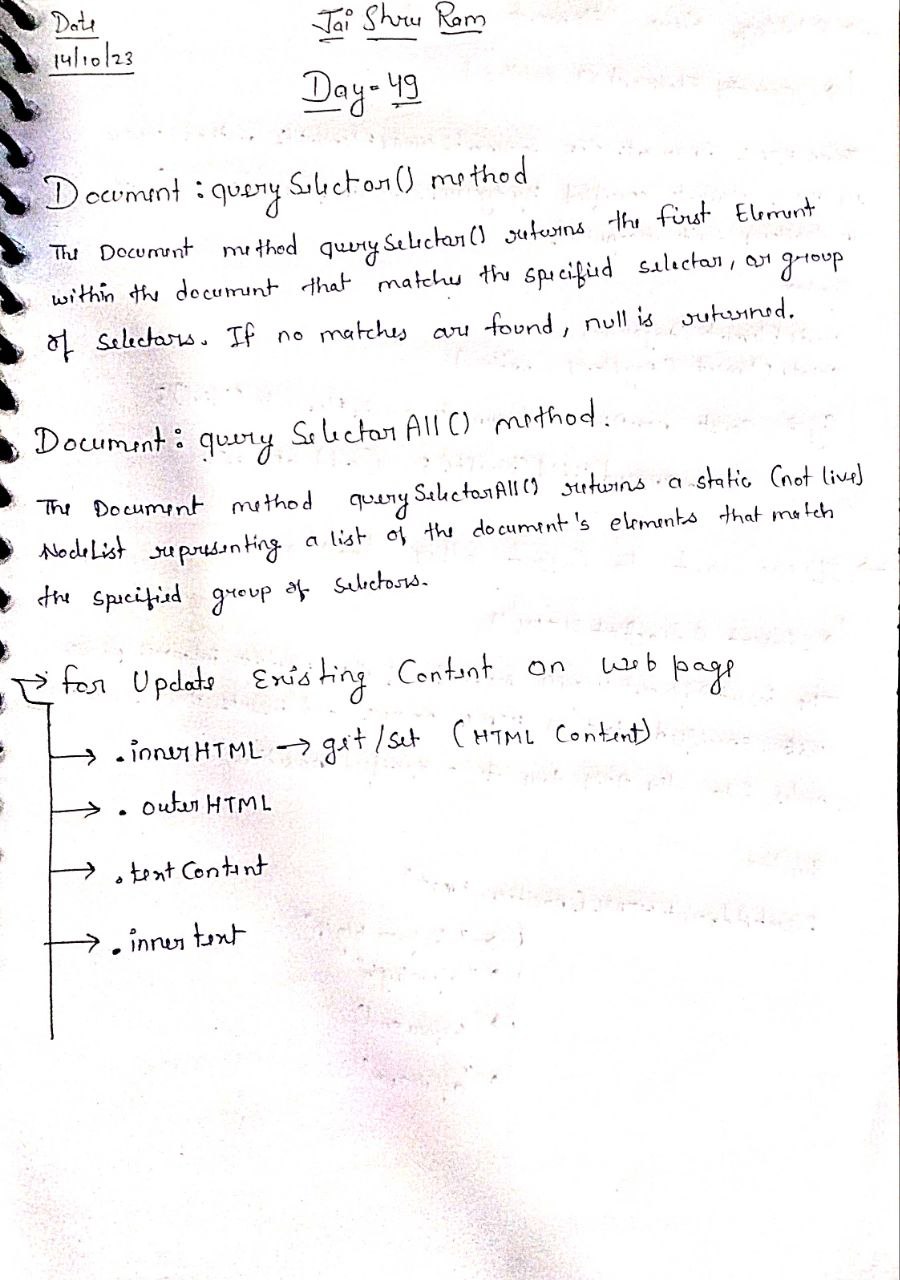 Date
14/10/23
Jai Shree Ram
Day-49
Document : querySelector() method
The Document method querySelector() returns the first Element
within the document that matches the specified selector, or group
of selectors. If no matches are found, null is returned.
Document : query SelectorAll() method.
The Document method querySelectorAll() returns a static (not live)
NodeList representing a list of the document's elements that match
the specified group of selectors.
→ for Update Existing Content on web page
→ .innerHTML → get/set (HTML Content)
→ .outerHTML
→ .textContent
→ .inner text